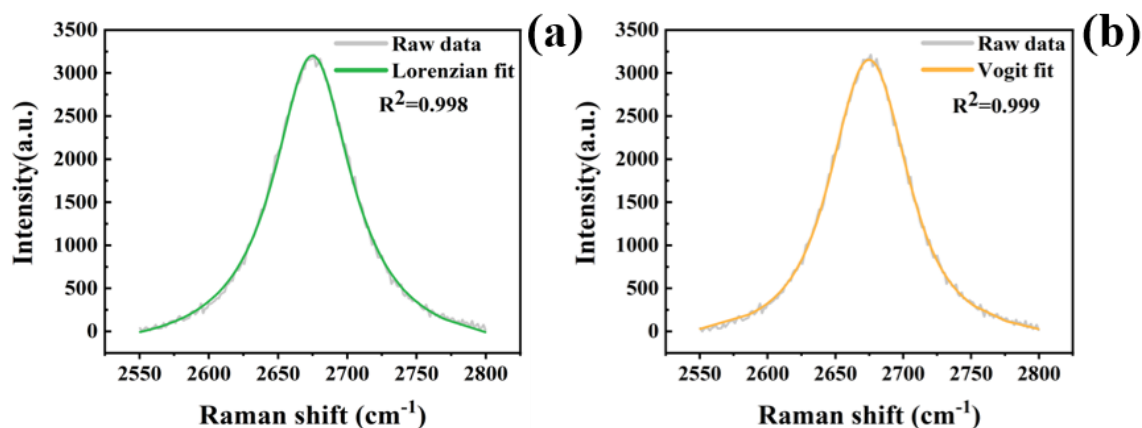 (a)
3500
3000
2500
2000
1500
1000
500
0
Intensity(a.u.)
Raw data
Lorenzian fit
R²=0.998
2550 2600 2650 2700 2750 2800
Raman shift (cm⁻¹)
(b)
3500
3000
2500
2000
1500
1000
500
0
Intensity(a.u.)
Raw data
Vogit fit
R²=0.999
2550 2600 2650 2700 2750 2800
Raman shift (cm⁻¹)